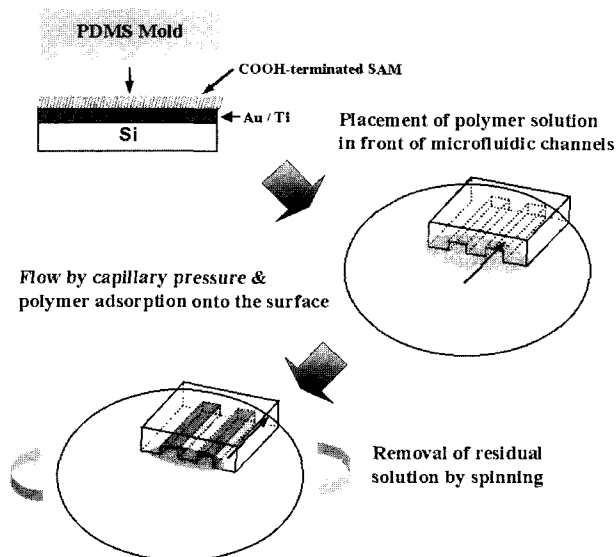 PDMS Mold
COOH-terminated SAM
Au / Ti
Si
Placement of polymer solution
in front of microfluidic channels
Flow by capillary pressure &
polymer adsorption onto the surface
Removal of residual
solution by spinning